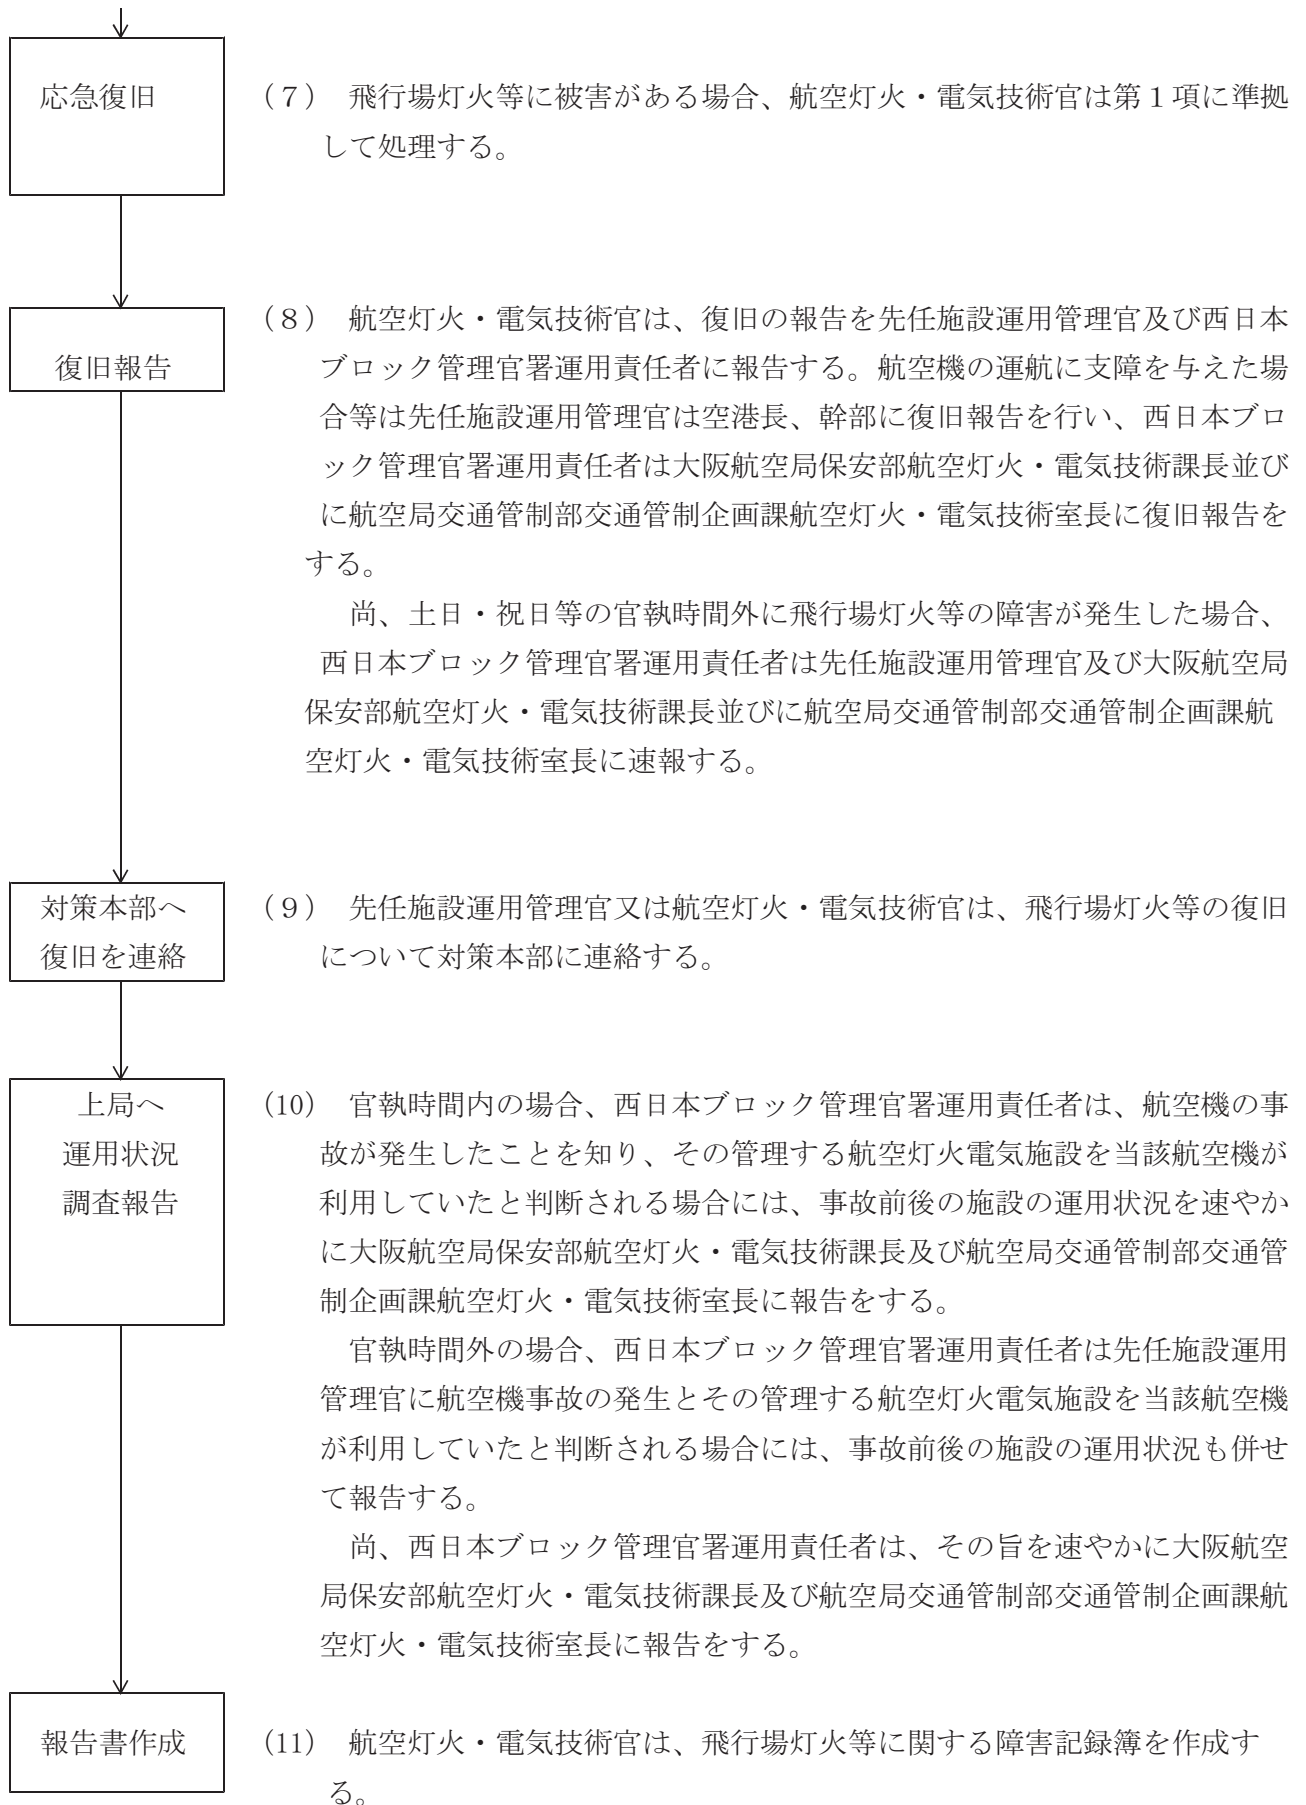 応急復旧
（７）　飛行場灯火等に被害がある場合、航空灯火・電気技術官は第１項に準拠
して処理する。
復旧報告
（８）　航空灯火・電気技術官は、復旧の報告を先任施設運用管理官及び西日本
ブロック管理官署運用責任者に報告する。航空機の運航に支障を与えた場
合等は先任施設運用管理官は空港長、幹部に復旧報告を行い、西日本ブロ
ック管理官署運用責任者は大阪航空局保安部航空灯火・電気技術課長並び
に航空局交通管制部交通管制企画課航空灯火・電気技術室長に復旧報告を
する。
尚、土日・祝日等の官執時間外に飛行場灯火等の障害が発生した場合、
西日本ブロック管理官署運用責任者は先任施設運用管理官及び大阪航空局
保安部航空灯火・電気技術課長並びに航空局交通管制部交通管制企画課航
空灯火・電気技術室長に速報する。
対策本部へ
復旧を連絡
（９）　先任施設運用管理官又は航空灯火・電気技術官は、飛行場灯火等の復旧
について対策本部に連絡する。
上局へ
運用状況
調査報告
(10)　官執時間内の場合、西日本ブロック管理官署運用責任者は、航空機の事
故が発生したことを知り、その管理する航空灯火電気施設を当該航空機が
利用していたと判断される場合には、事故前後の施設の運用状況を速やか
に大阪航空局保安部航空灯火・電気技術課長及び航空局交通管制部交通管
制企画課航空灯火・電気技術室長に報告をする。
官執時間外の場合、西日本ブロック管理官署運用責任者は先任施設運用
管理官に航空機事故の発生とその管理する航空灯火電気施設を当該航空機
が利用していたと判断される場合には、事故前後の施設の運用状況も併せ
て報告する。
尚、西日本ブロック管理官署運用責任者は、その旨を速やかに大阪航空
局保安部航空灯火・電気技術課長及び航空局交通管制部交通管制企画課航
空灯火・電気技術室長に報告をする。
報告書作成
(11)　航空灯火・電気技術官は、飛行場灯火等に関する障害記録簿を作成す
る。